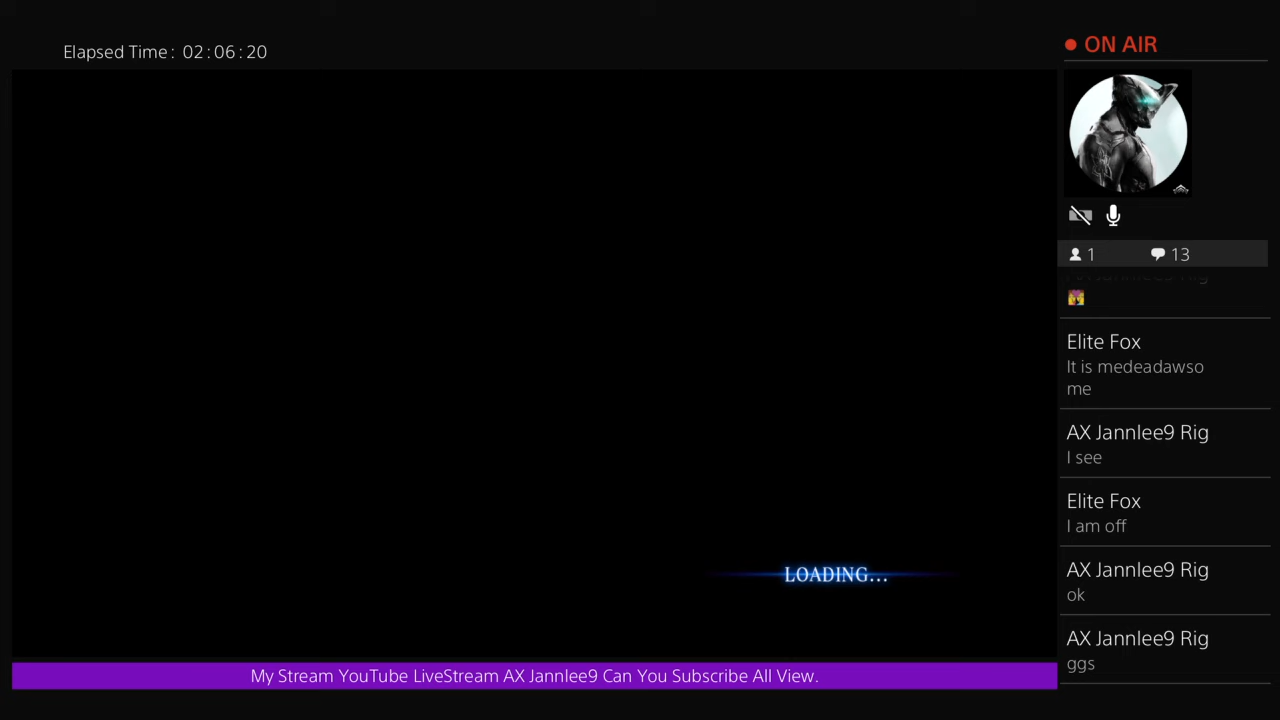 Elapsed Time: 02:06:20
ON AIR
1
13
Elite Fox
It is medeadawso
me
AX Jannlee9 Rig
I see
Elite Fox
I am off
AX Jannlee9 Rig
ok
AX Jannlee9 Rig
ggs
LOADING...
My Stream YouTube LiveStream AX Jannlee9 Can You Subscribe All View.